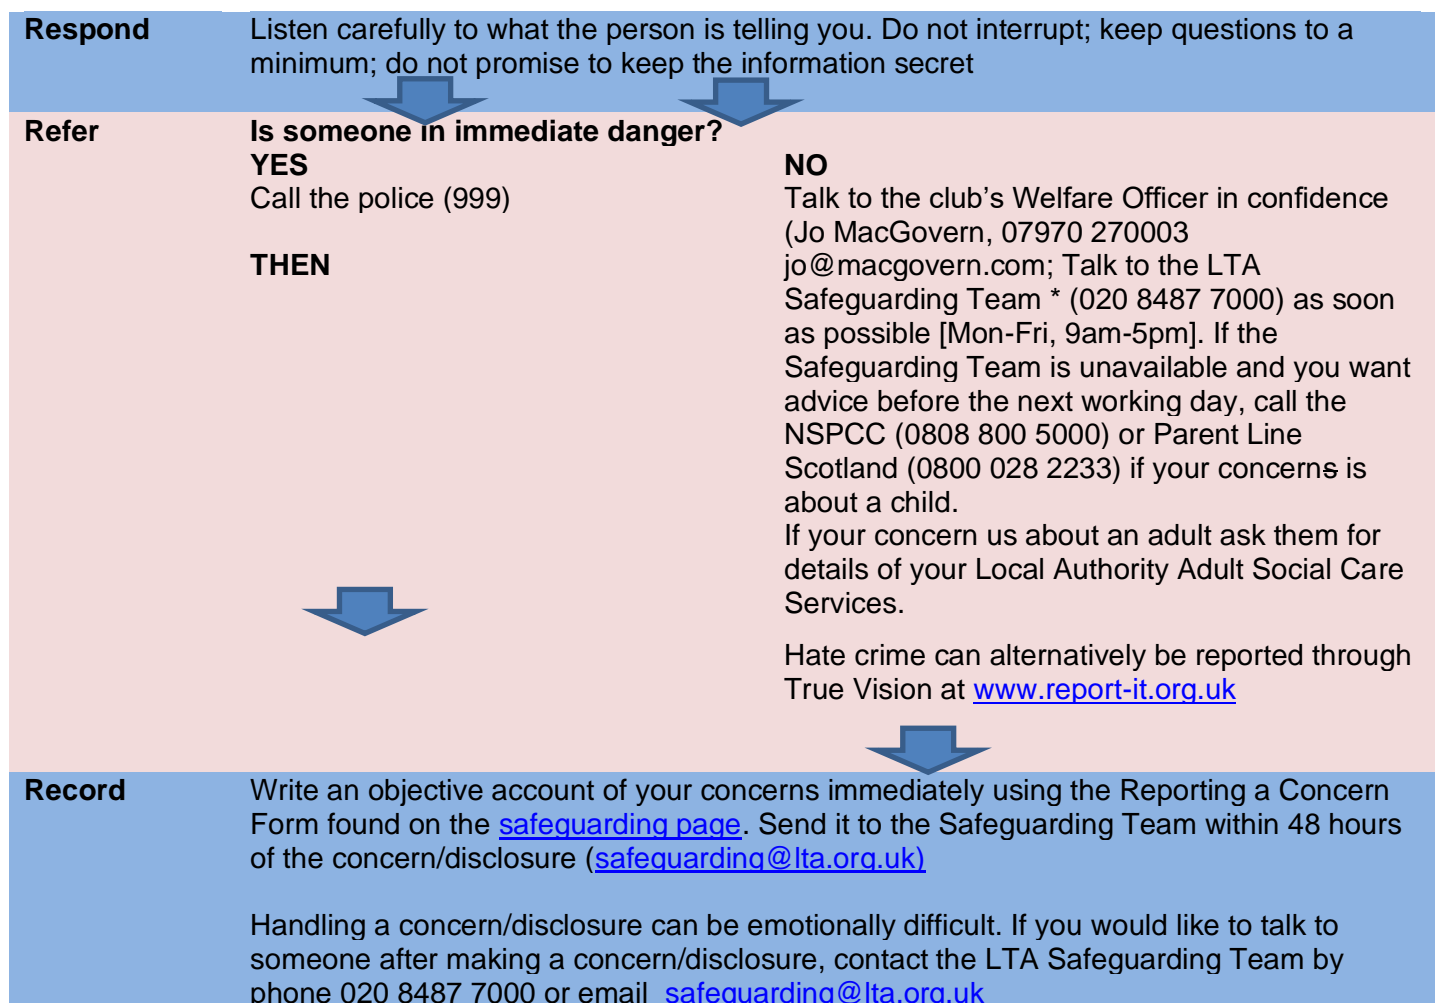 Respond
Listen carefully to what the person is telling you. Do not interrupt; keep questions to a
minimum; do not promise to keep the information secret
Refer
Is someone in immediate danger?
YES
Call the police (999)
THEN
NO
Talk to the club's Welfare Officer in confidence
(Jo MacGovern, 07970 270003
jo@macgovern.com; Talk to the LTA
Safeguarding Team * (020 8487 7000) as soon
as possible [Mon-Fri, 9am-5pm]. If the
Safeguarding Team is unavailable and you want
advice before the next working day, call the
NSPCC (0808 800 5000) or Parent Line
Scotland (0800 028 2233) if your concerns is
about a child.
If your concern us about an adult ask them for
details of your Local Authority Adult Social Care
Services.
Hate crime can alternatively be reported through
True Vision at www.report-it.org.uk
Record
Write an objective account of your concerns immediately using the Reporting a Concern
Form found on the safeguarding page. Send it to the Safeguarding Team within 48 hours
of the concern/disclosure (safeguarding@lta.org.uk)
Handling a concern/disclosure can be emotionally difficult. If you would like to talk to
someone after making a concern/disclosure, contact the LTA Safeguarding Team by
phone 020 8487 7000 or email safeguarding@lta.org.uk